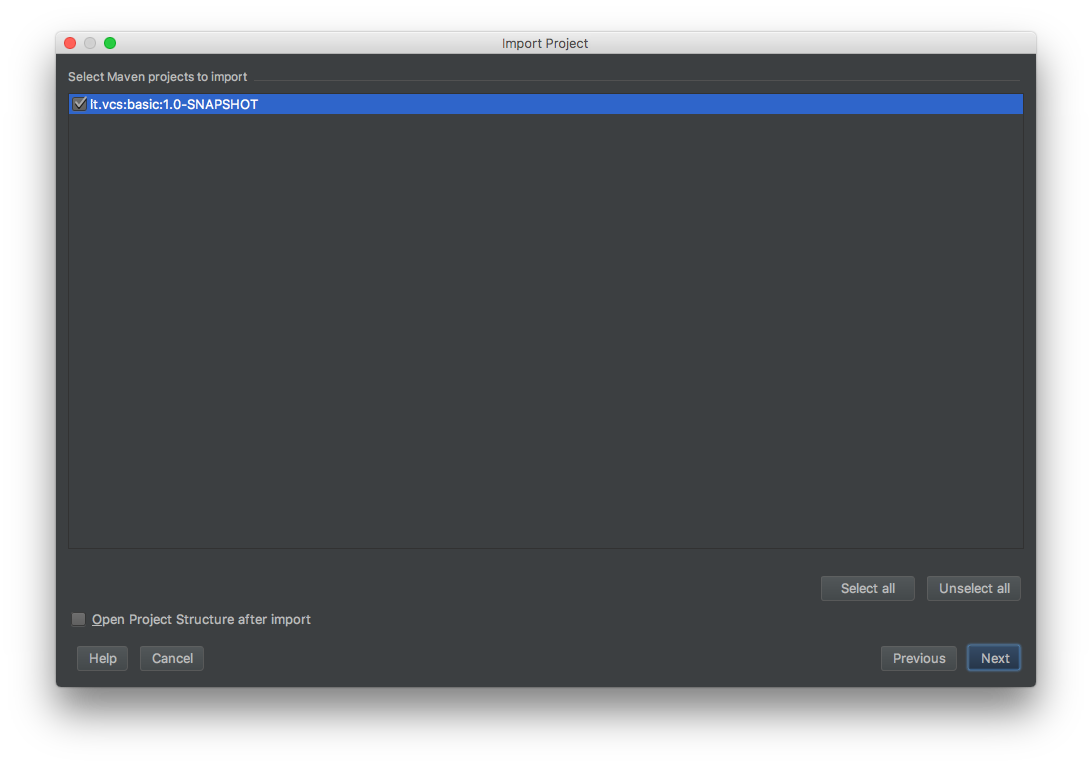 Import Project
Select Maven projects to import
lt.vcs:basic:1.0-SNAPSHOT
Select all
Unselect all
Open Project Structure after import
Help
Cancel
Previous
Next